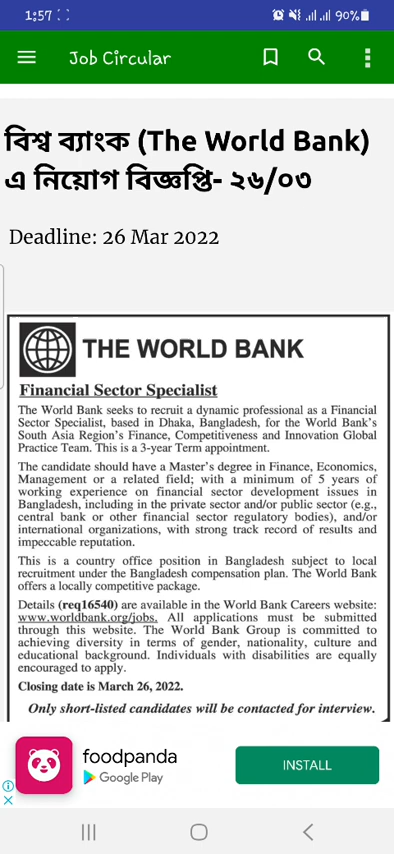 1:57
90%
Job Circular
বিশ্ব ব্যাংক (The World Bank)
এ নিয়োগ বিজ্ঞপ্তি- ২৬/০৩
Deadline: 26 Mar 2022
THE WORLD BANK
Financial Sector Specialist
The World Bank seeks to recruit a dynamic professional as a Financial
Sector Specialist, based in Dhaka, Bangladesh, for the World Bank's
South Asia Region's Finance, Competitiveness and Innovation Global
Practice Team. This is a 3-year Term appointment.
The candidate should have a Master's degree in Finance, Economics,
Management or a related field; with a minimum of 5 years of
working experience on financial sector development issues in
Bangladesh, including in the private sector and/or public sector (e.g.,
central bank or other financial sector regulatory bodies), and/or
international organizations, with strong track record of results and
impeccable reputation.
This is a country office position in Bangladesh subject to local
recruitment under the Bangladesh compensation plan. The World Bank
offers a locally competitive package.
Details (req16540) are available in the World Bank Careers website:
www.worldbank.org/jobs. All applications must be submitted
through this website. The World Bank Group is committed to
achieving diversity in terms of gender, nationality, culture and
educational background. Individuals with disabilities are equally
encouraged to apply.
Closing date is March 26, 2022.
Only short-listed candidates will be contacted for interview.
foodpanda
Google Play
INSTALL